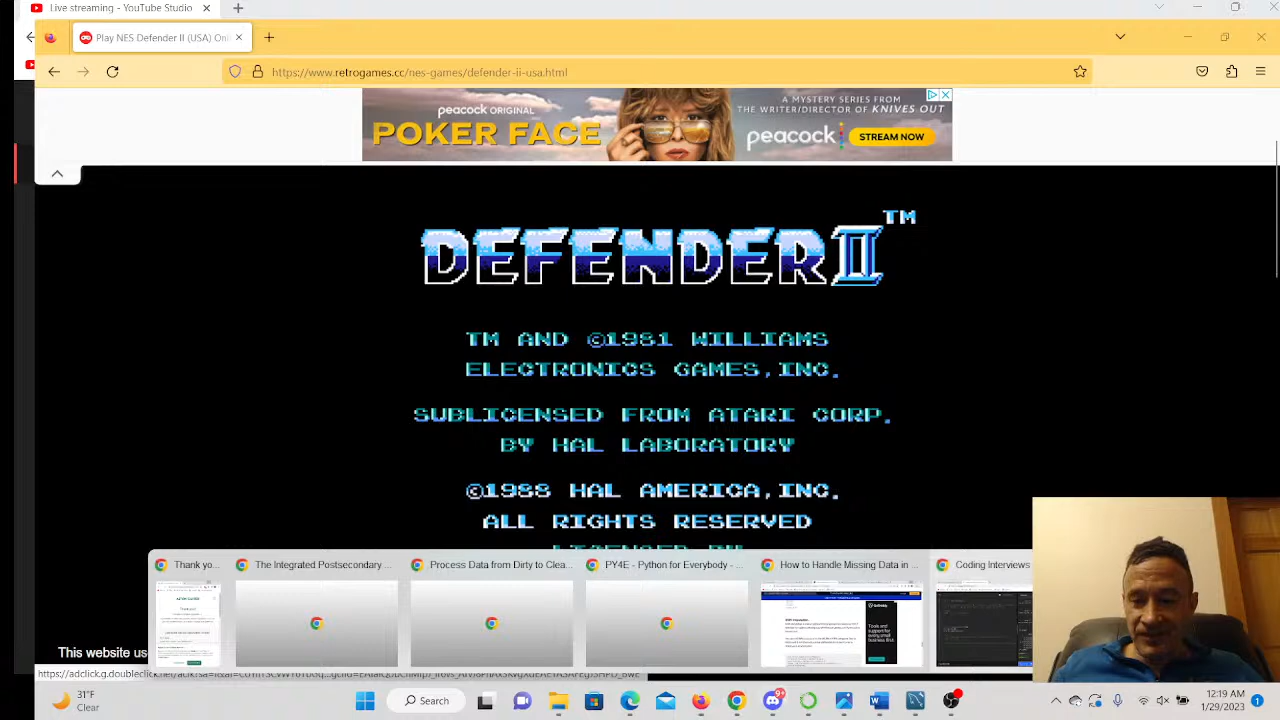 Live streaming - YouTube Studio
Play NES Defender II (USA) Onl
https://www.retrogames.cc/nes-games/defender-ii-usa.html
peacock ORIGINAL
POKER FACE
A MYSTERY SERIES FROM
THE WRITER/DIRECTOR OF KNIVES OUT
peacock
STREAM NOW
DEFENDER II TM
TM AND ©1981 WILLIAMS
ELECTRONICS GAMES, INC.
SUBLICENSED FROM ATARI CORP.
BY HAL LABORATORY
©1988 HAL AMERICA, INC.
ALL RIGHTS RESERVED
LICENSED BY
Thank yo...
The Integrated Postsecondary ...
Process Data from Dirty to Clea...
PY4E - Python for Everybody - ...
How to Handle Missing Data in ...
Coding Interviews
This website us
31°F
Clear
Search
9+
12:19 AM
1/29/2023
1